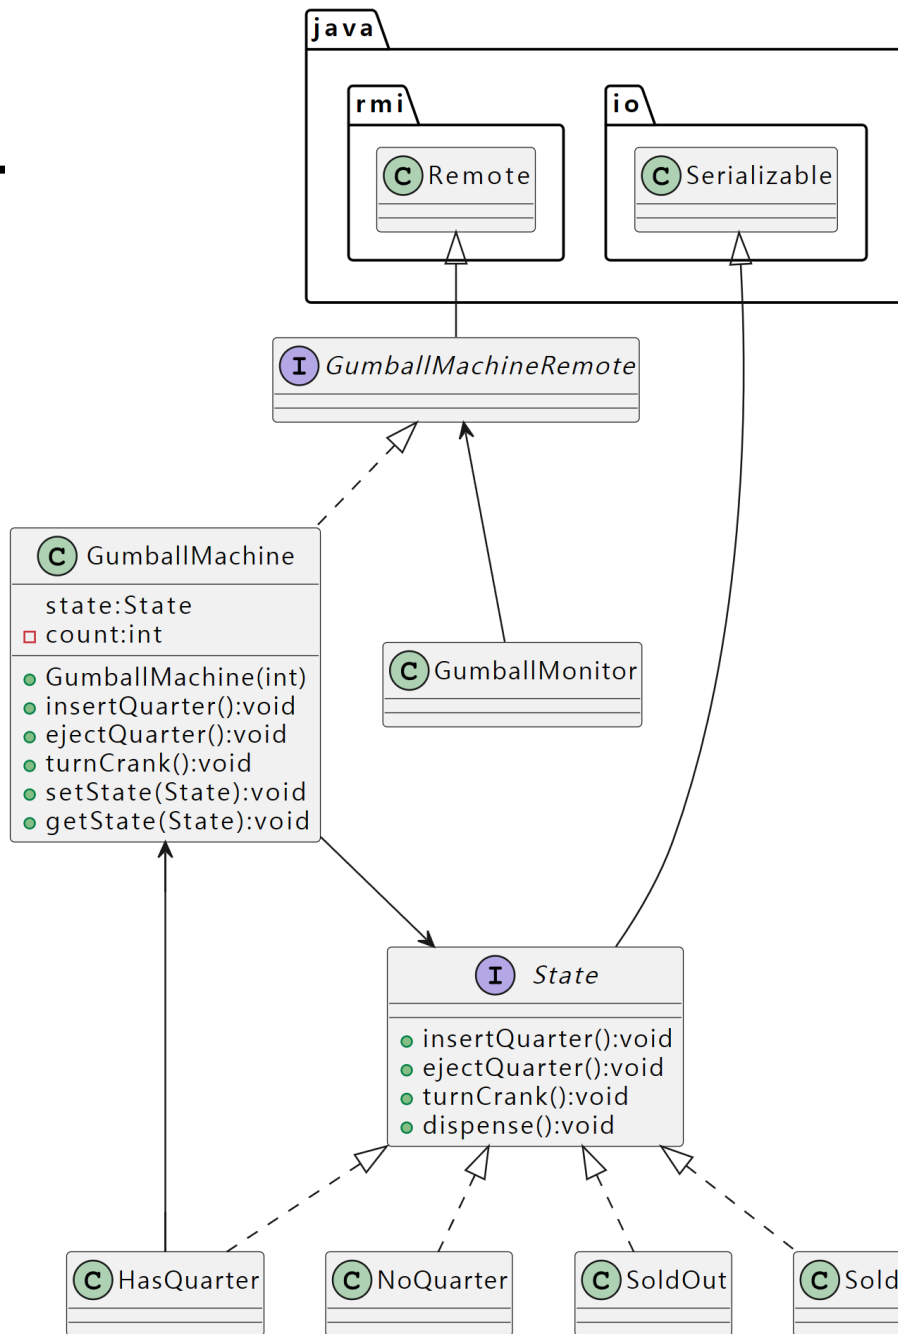 java
rmi
io
C Remote
C Serializable
I GumballMachineRemote
C GumballMachine
state:State
count:int
GumballMachine(int)
insertQuarter():void
ejectQuarter():void
turnCrank():void
setState(State):void
getState(State):void
C GumballMonitor
I State
insertQuarter():void
ejectQuarter():void
turnCrank():void
dispense():void
C HasQuarter
C NoQuarter
C SoldOut
C Sold